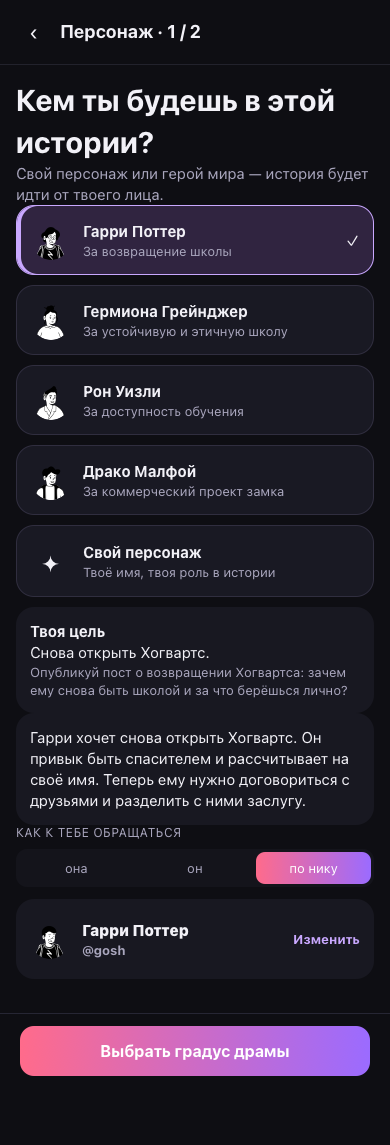 ‹ Персонаж · 1 / 2
Кем ты будешь в этой
истории?
Свой персонаж или герой мира — история будет
идти от твоего лица.
Гарри Поттер
За возвращение школы
✓
Гермиона Грейнджер
За устойчивую и этичную школу
Рон Уизли
За доступность обучения
Драко Малфой
За коммерческий проект замка
✦
Свой персонаж
Твоё имя, твоя роль в истории
Твоя цель
Снова открыть Хогвартс.
Опубликуй пост о возвращении Хогвартса: зачем
ему снова быть школой и за что берёшься лично?
Гарри хочет снова открыть Хогвартс. Он
привык быть спасителем и рассчитывает на
своё имя. Теперь ему нужно договориться с
друзьями и разделить с ними заслугу.
КАК К ТЕБЕ ОБРАЩАТЬСЯ
она он по нику
Гарри Поттер
@gosh
Изменить
Выбрать градус драмы